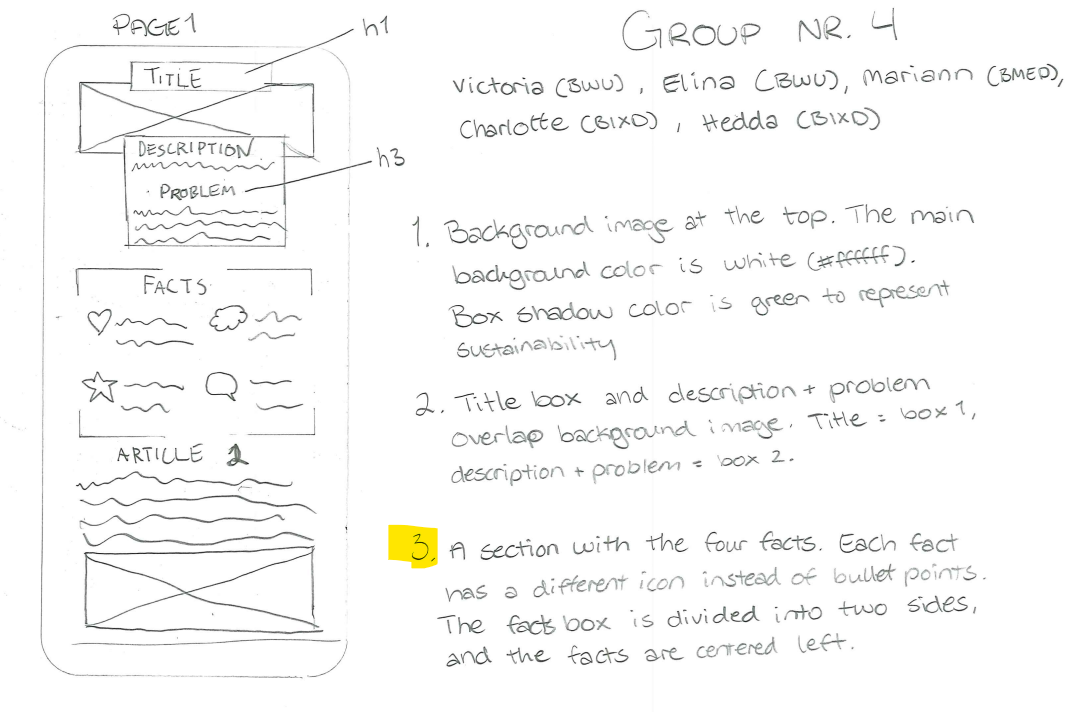 PAGE 1
h1
TITLE
DESCRIPTION
· PROBLEM
h3
FACTS
ARTICLE 2
GROUP NR. 4
Victoria (BWU), Elina (BWU), Mariann (BMED),
Charlotte (BIXD), Hedda (BIXD)
1. Background image at the top. The main
background color is white (#ffffff).
Box shadow color is green to represent
sustainability
2. Title box and description + problem
overlap background image. Title = box 1,
description + problem = box 2.
3. A section with the four facts. Each fact
has a different icon instead of bullet points.
The facts box is divided into two sides,
and the facts are centered left.